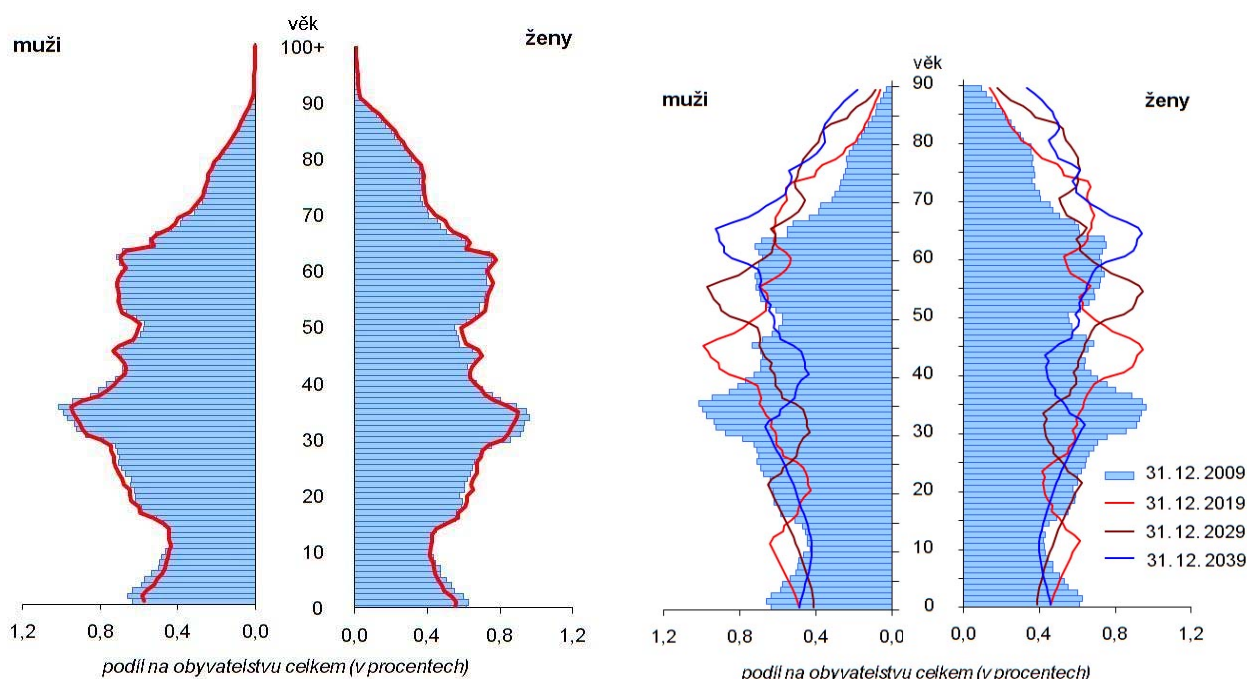 muži
věk
100+
ženy
90
80
70
60
50
40
30
20
10
0
1,2 0,8 0,4 0,0
0,0 0,4 0,8 1,2
podíl na obyvatelstvu celkem (v procentech)
muži
věk
90
ženy
80
70
60
50
40
30
20
10
0
31.12.2009
31.12.2019
31.12.2029
31.12.2039
1,2 0,8 0,4 0,0
0,0 0,4 0,8 1,2
podíl na obyvatelstvu celkem (v procentech)